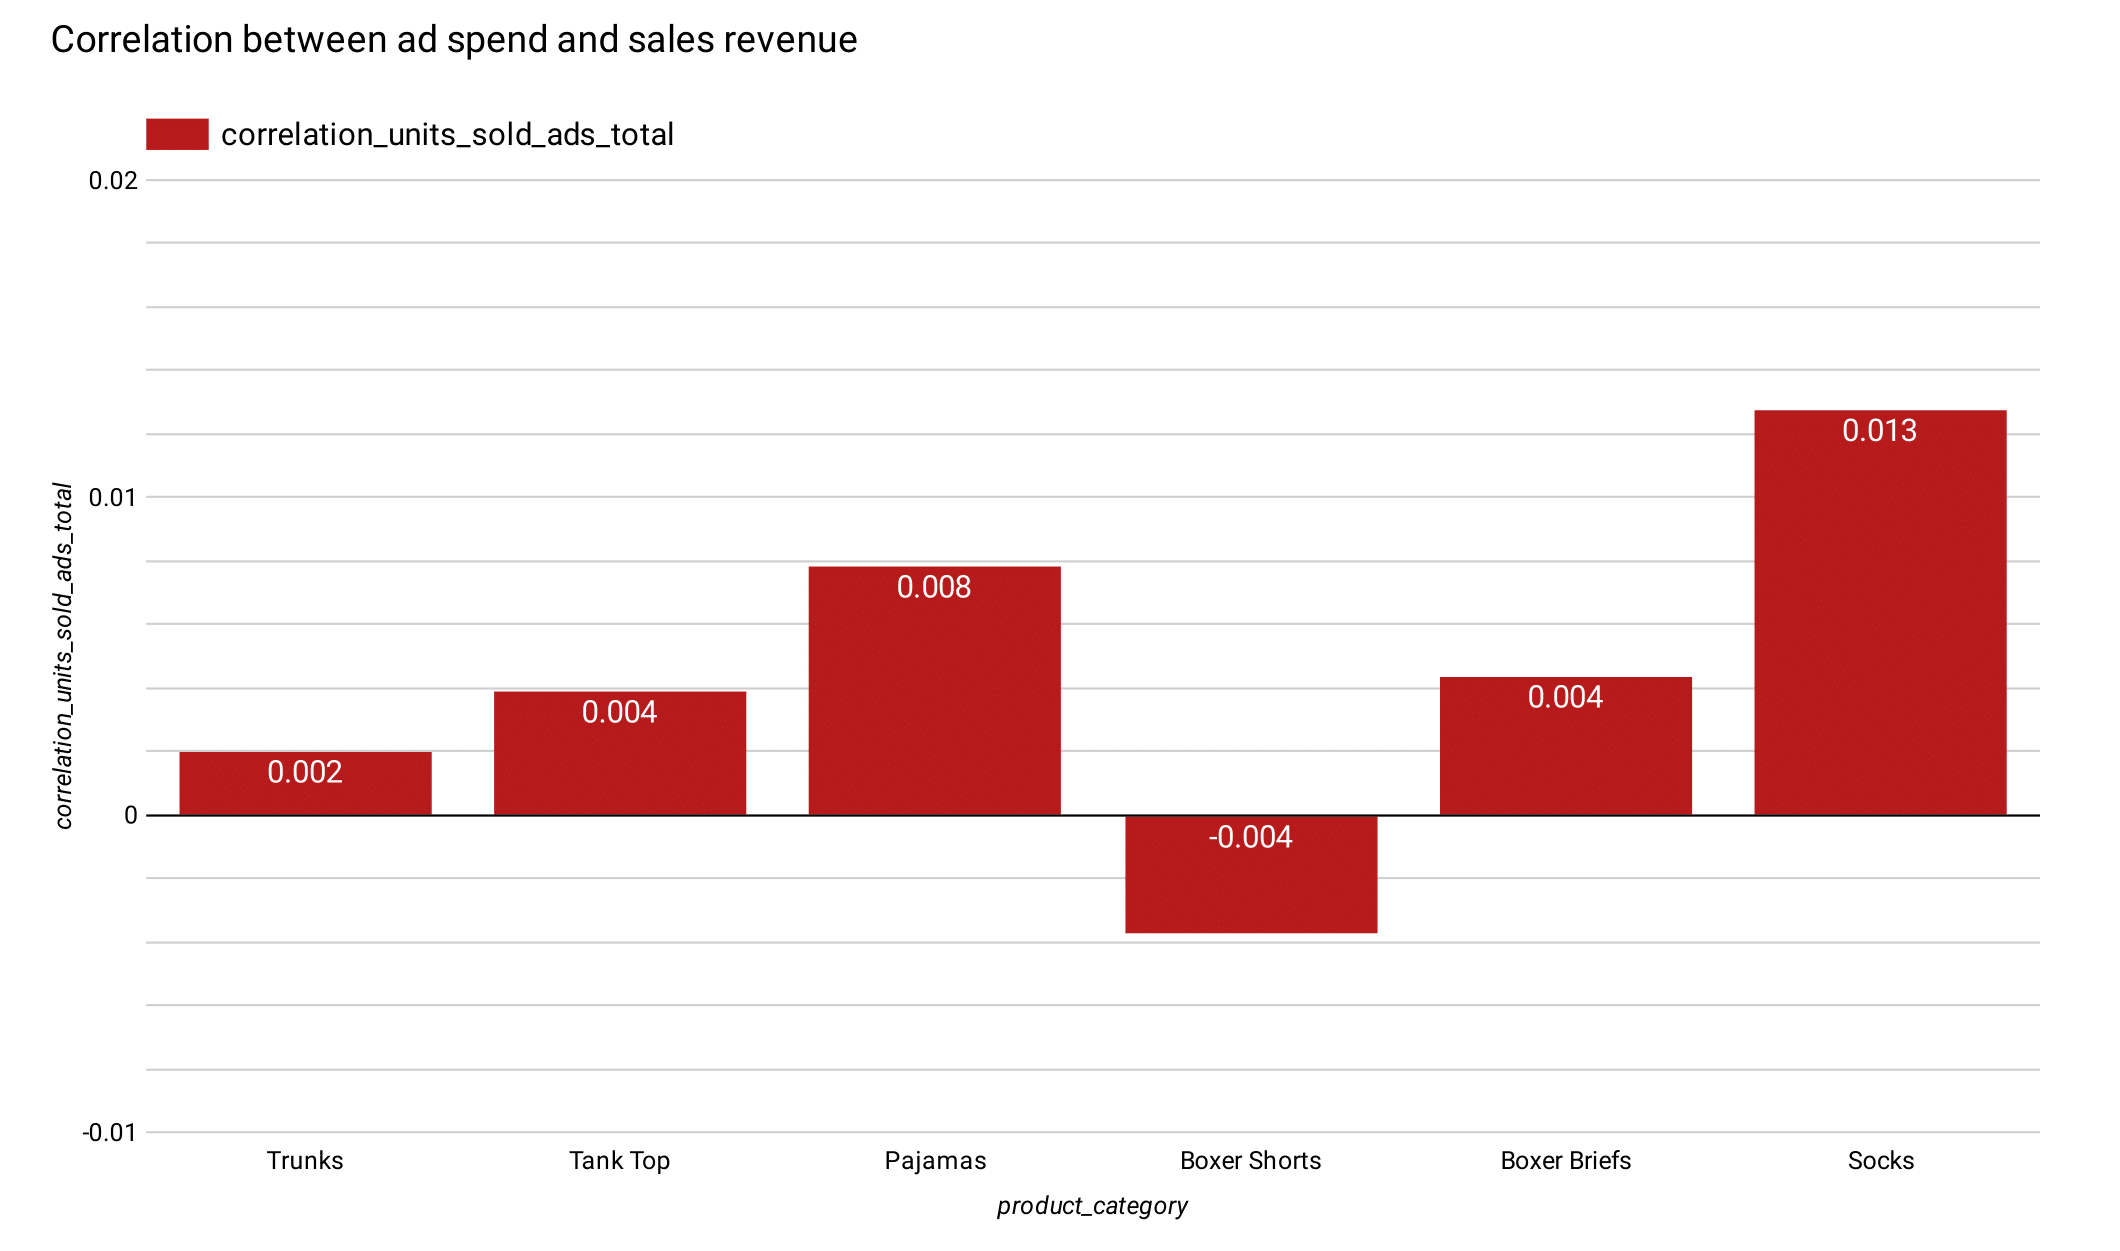 Correlation between ad spend and sales revenue
correlation_units_sold_ads_total
0.02
0.01
0
-0.01
correlation_units_sold_ads_total
0.002
0.004
0.008
-0.004
0.004
0.013
Trunks
Tank Top
Pajamas
Boxer Shorts
Boxer Briefs
Socks
product_category